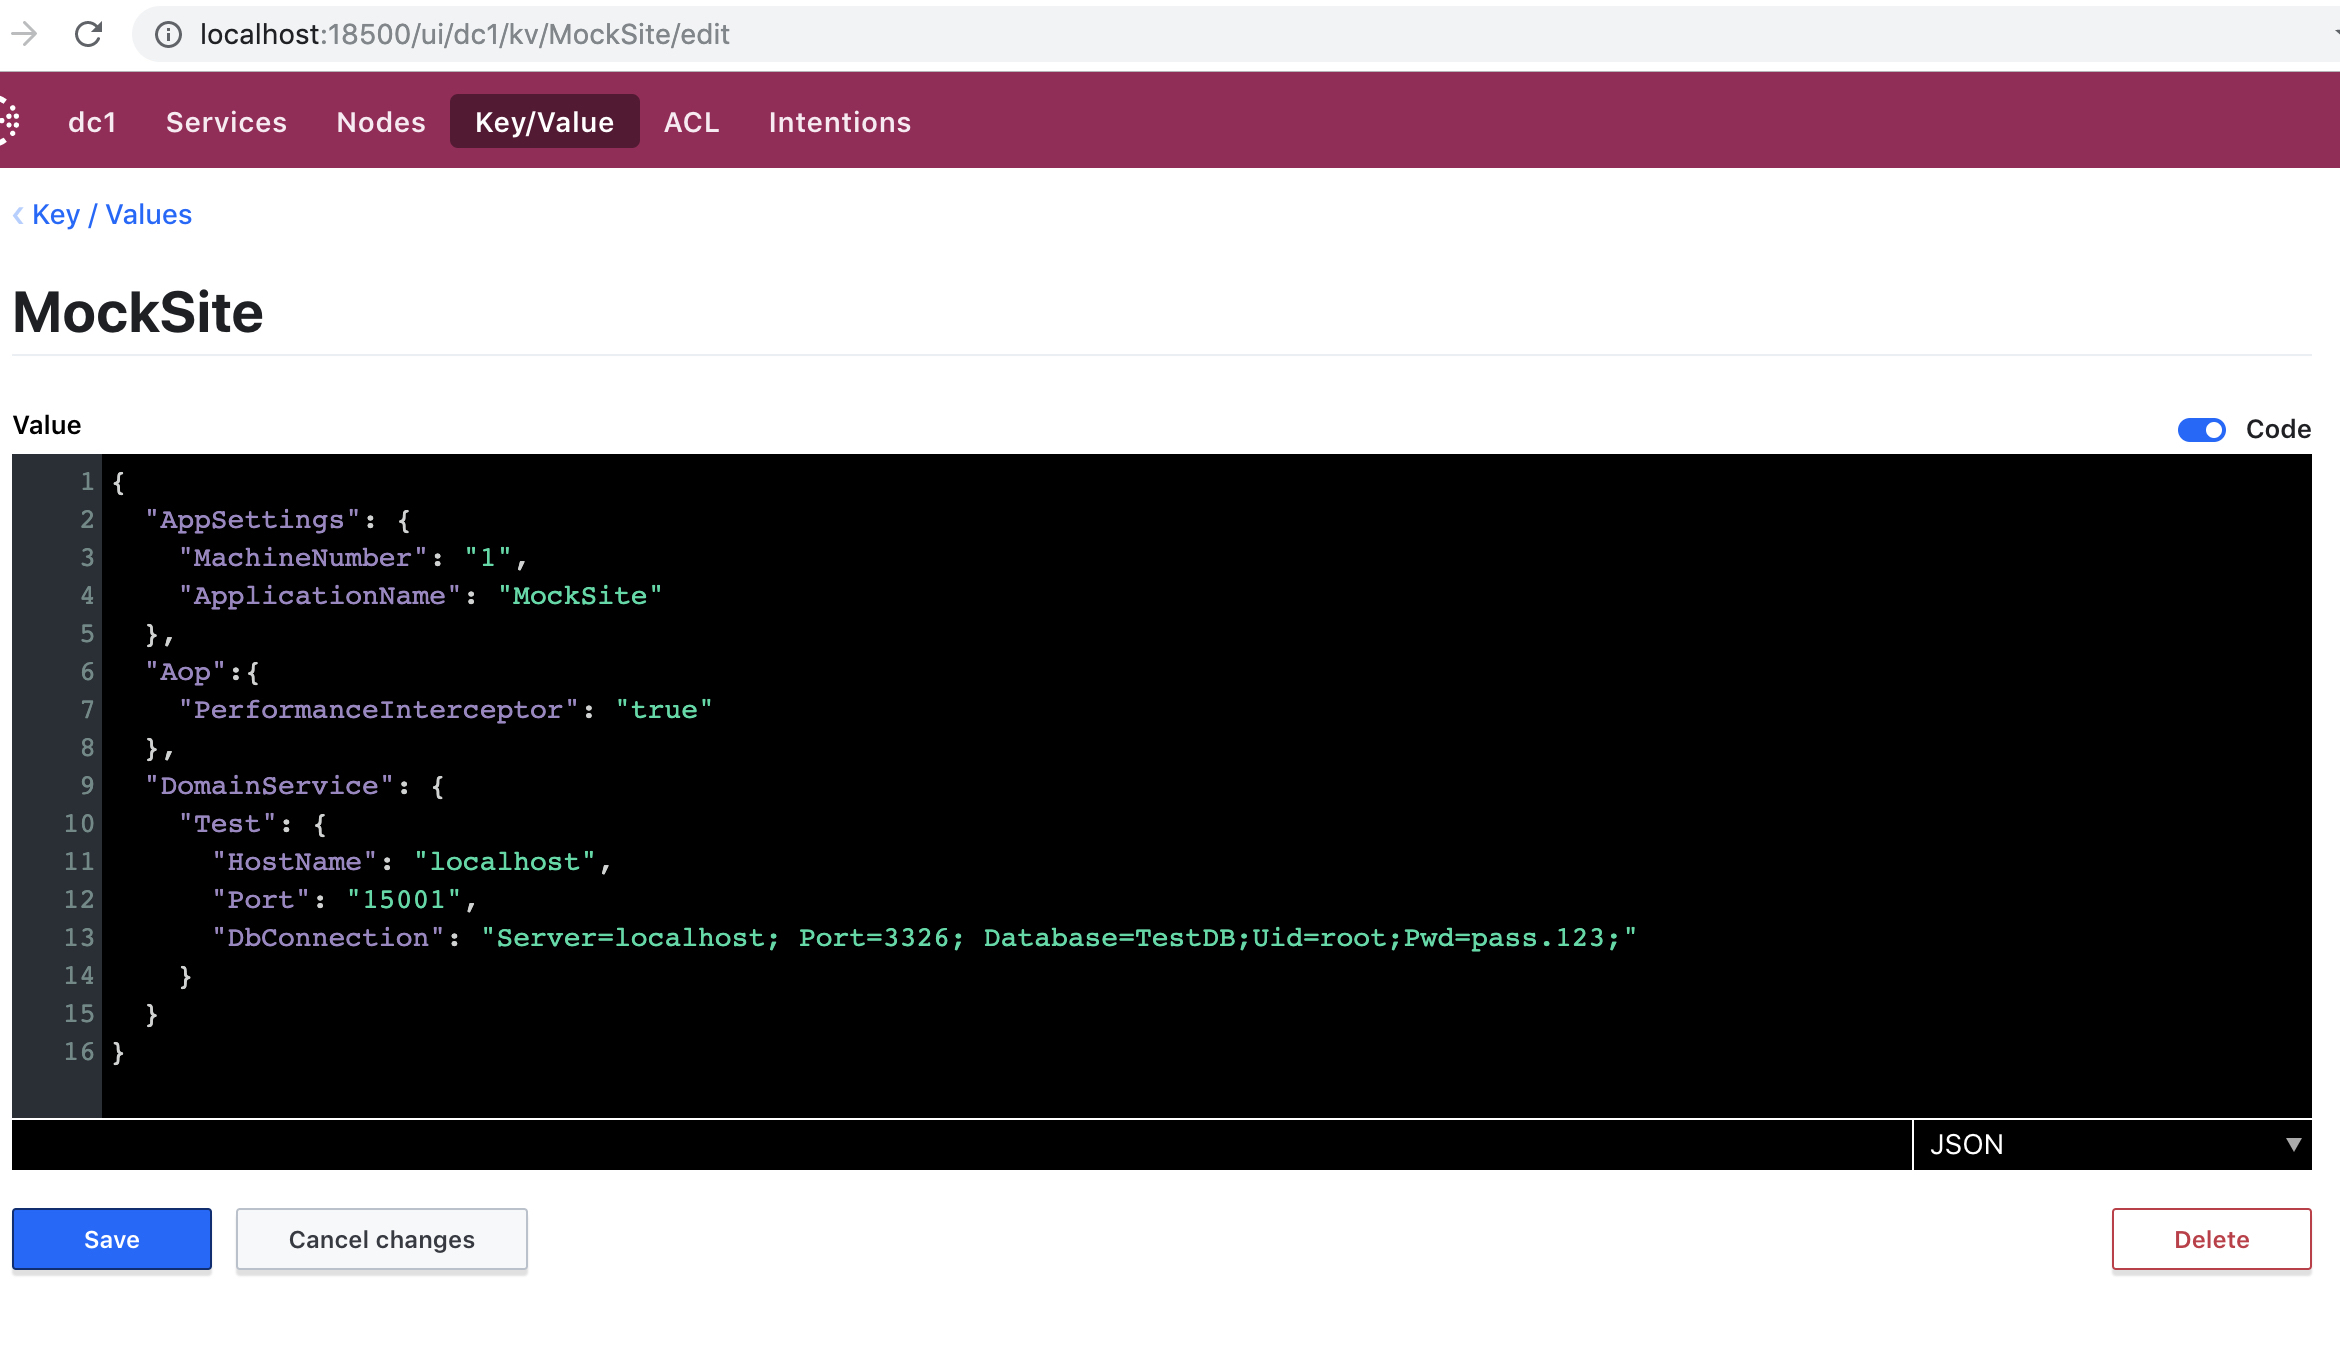 localhost:18500/ui/dc1/kv/MockSite/edit
dc1 Services Nodes Key/Value ACL Intentions
‹ Key / Values
MockSite
Value Code
1 {
2   "AppSettings": {
3     "MachineNumber": "1",
4     "ApplicationName": "MockSite"
5   },
6   "Aop":{
7     "PerformanceInterceptor": "true"
8   },
9   "DomainService": {
10     "Test": {
11       "HostName": "localhost",
12       "Port": "15001",
13       "DbConnection": "Server=localhost; Port=3326; Database=TestDB;Uid=root;Pwd=pass.123;"
14     }
15   }
16 }
JSON
Save Cancel changes Delete